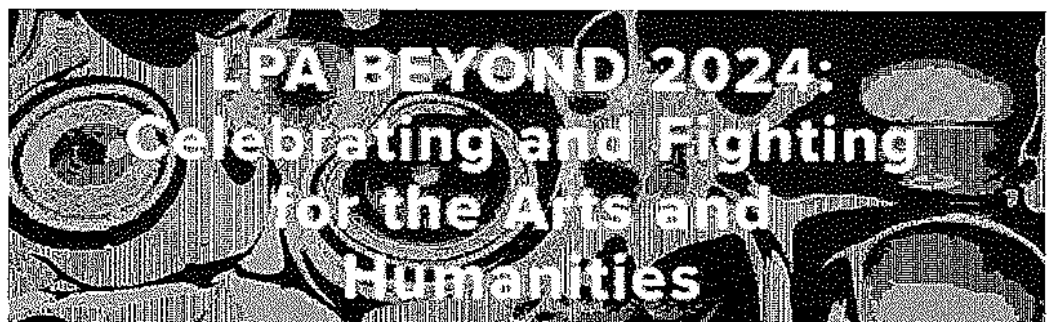 LPA BEYOND 2024:
Celebrating and Fighting
for the Arts and
Humanities